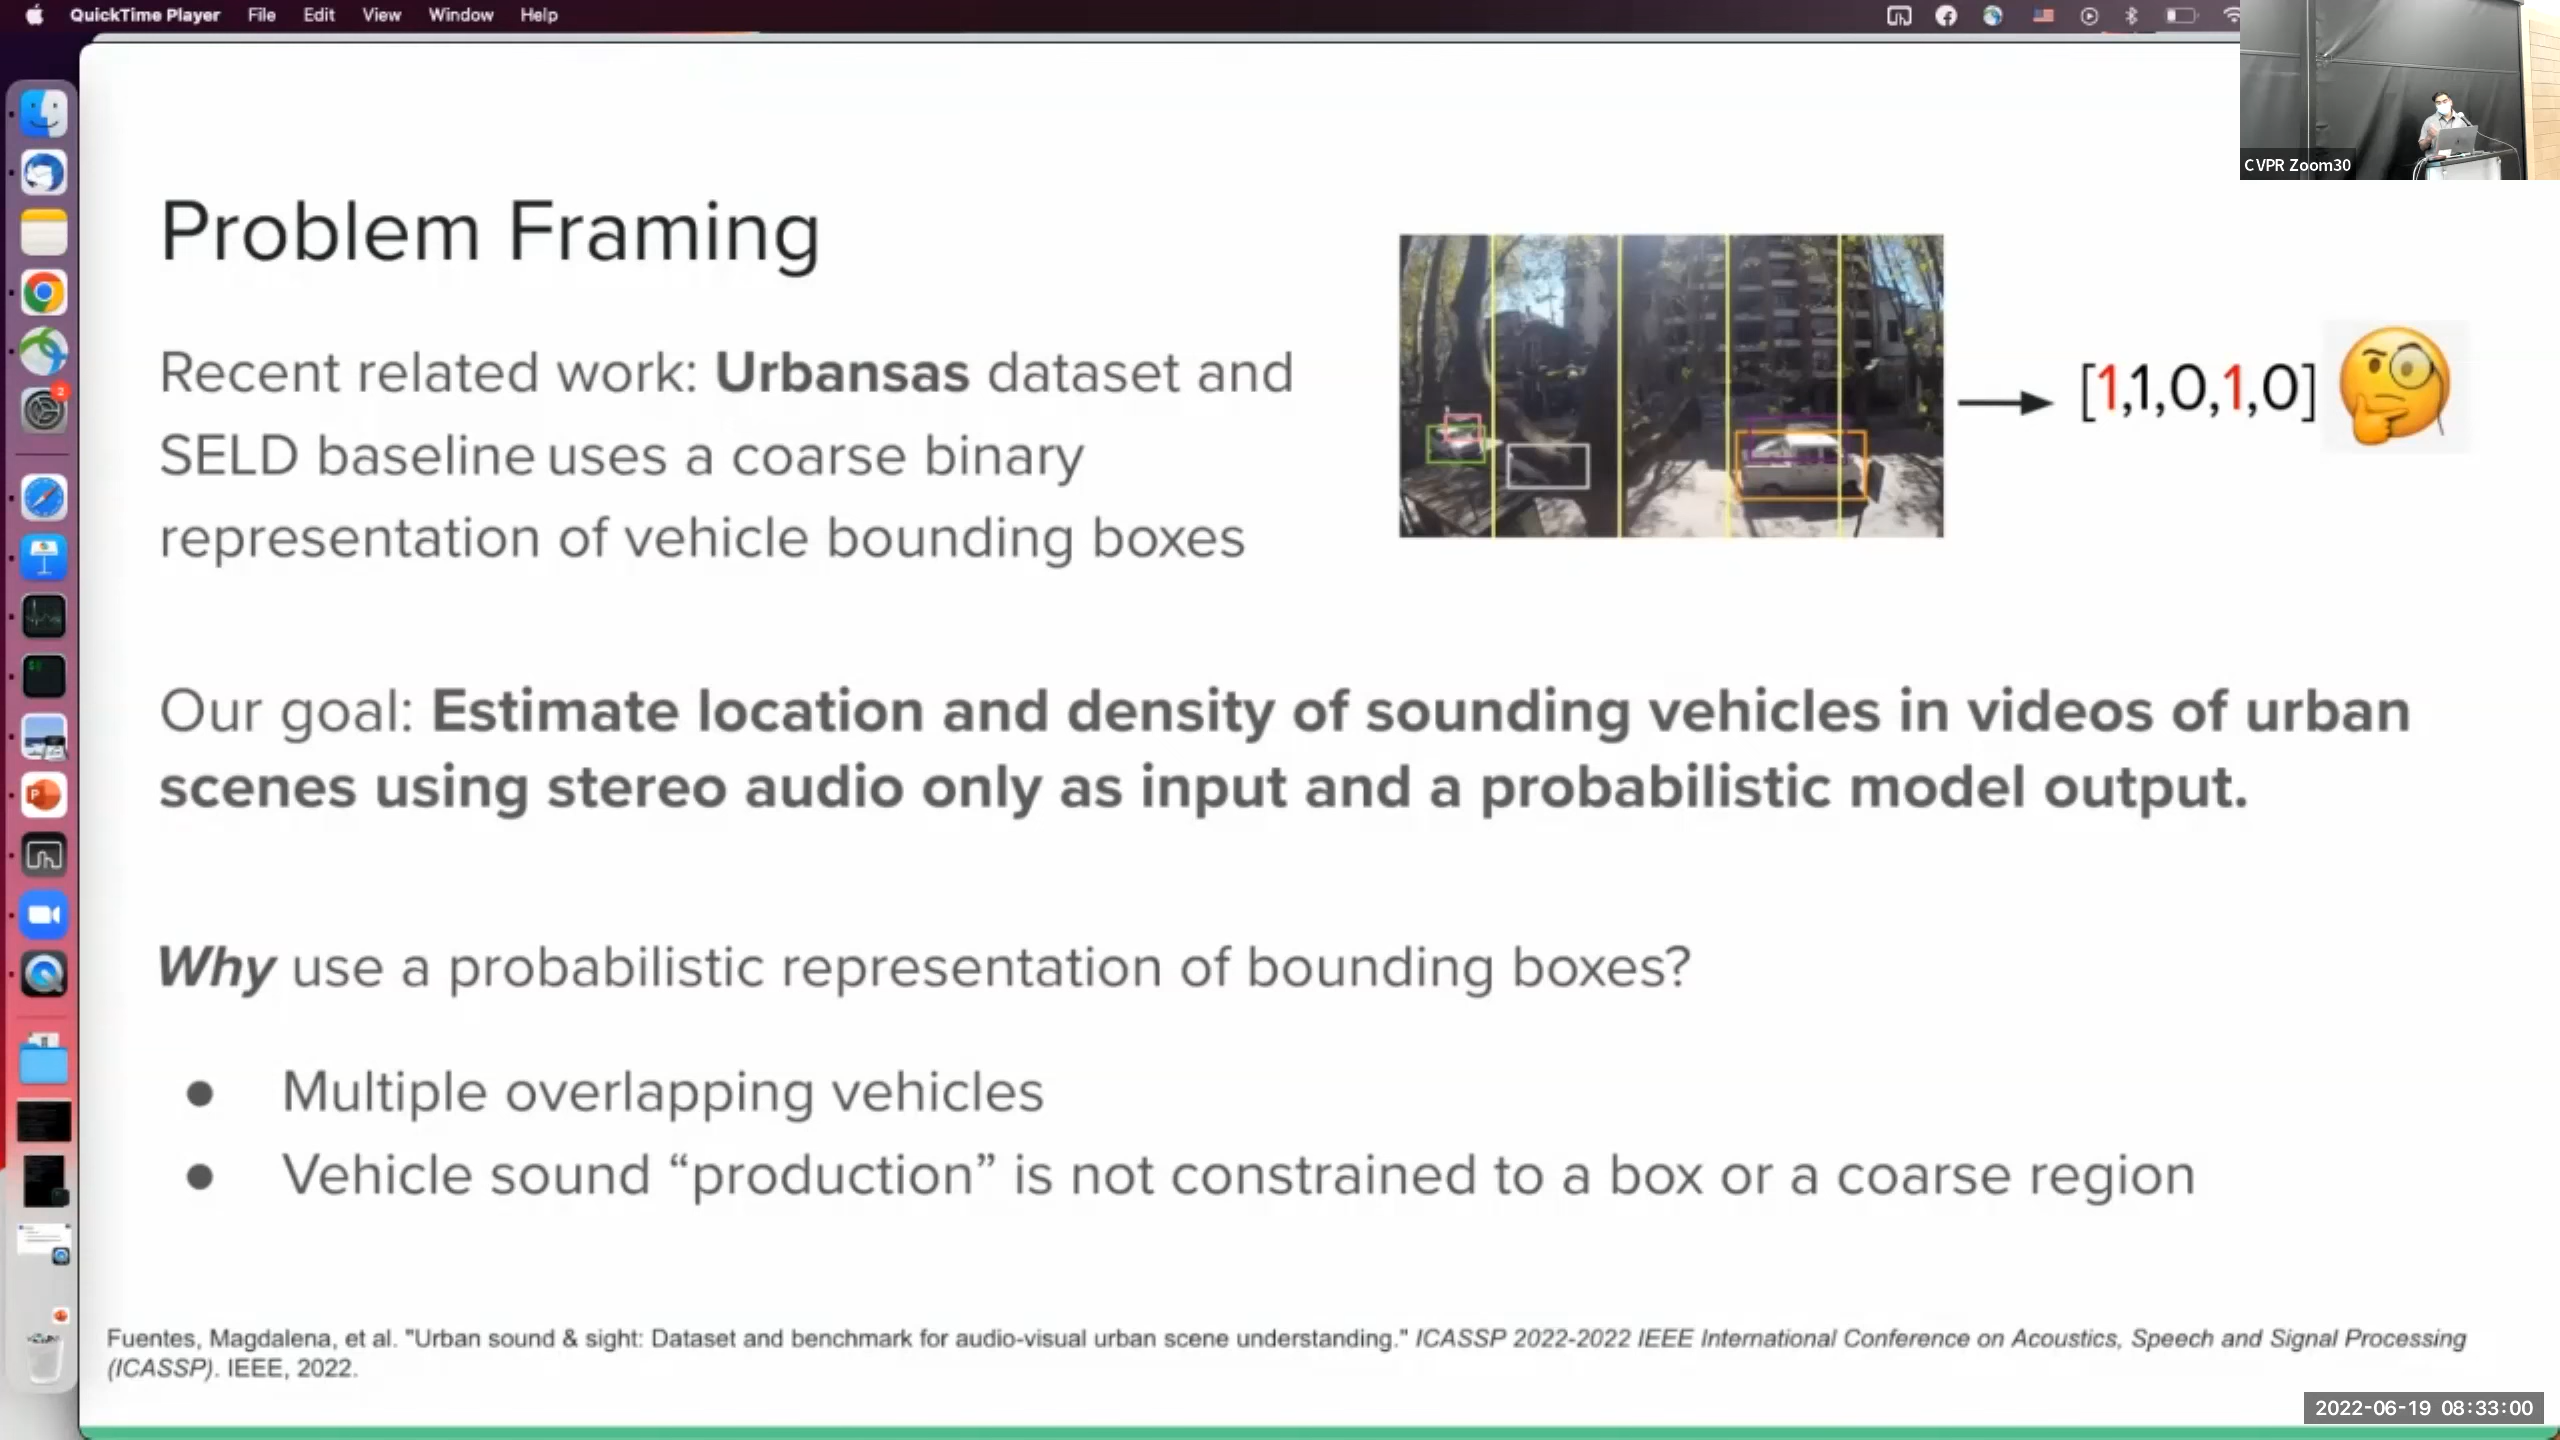 QuickTime Player File Edit View Window Help
CVPR Zoom30
Problem Framing
Recent related work: Urbansas dataset and
SELD baseline uses a coarse binary
representation of vehicle bounding boxes
[1,1,0,1,0]
Our goal: Estimate location and density of sounding vehicles in videos of urban
scenes using stereo audio only as input and a probabilistic model output.
Why use a probabilistic representation of bounding boxes?
● Multiple overlapping vehicles
● Vehicle sound “production” is not constrained to a box or a coarse region
Fuentes, Magdalena, et al. "Urban sound & sight: Dataset and benchmark for audio-visual urban scene understanding." ICASSP 2022-2022 IEEE International Conference on Acoustics, Speech and Signal Processing
(ICASSP). IEEE, 2022.
2022-06-19 08:33:00
2
P